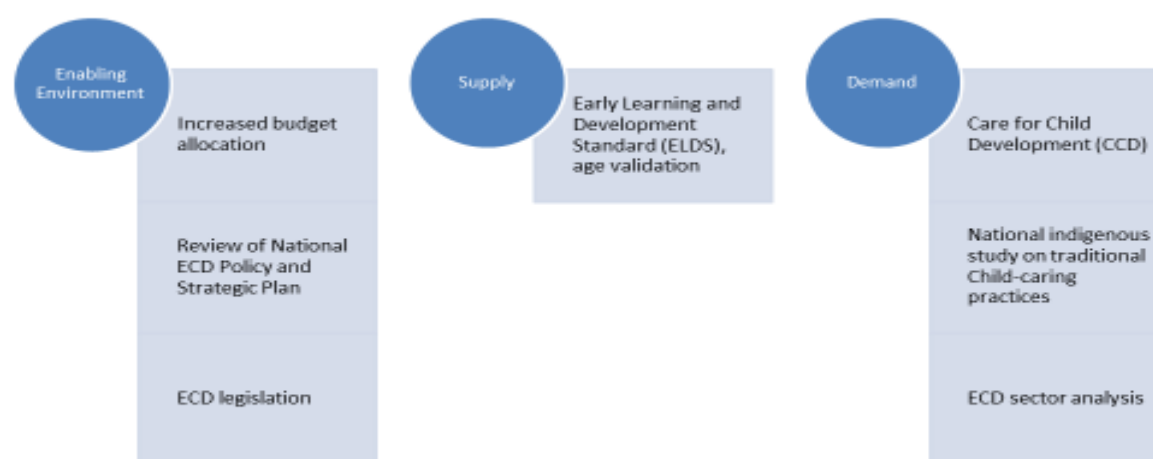 Enabling
Environment
Increased budget
allocation
Review of National
ECD Policy and
Strategic Plan
ECD legislation
Supply
Early Learning and
Development
Standard (ELDS),
age validation
Demand
Care for Child
Development (CCD)
National indigenous
study on traditional
Child-caring
practices
ECD sector analysis